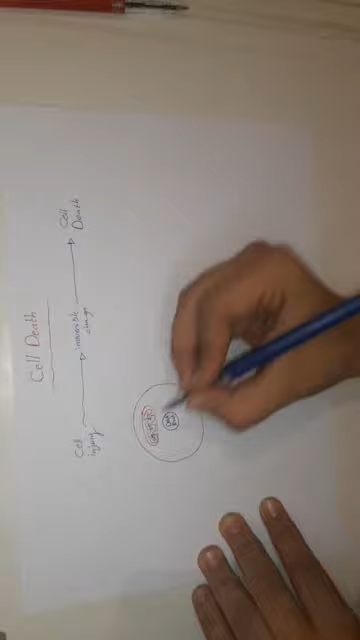 Cell Death
Cell
injury
irreversible
change
Cell
Death